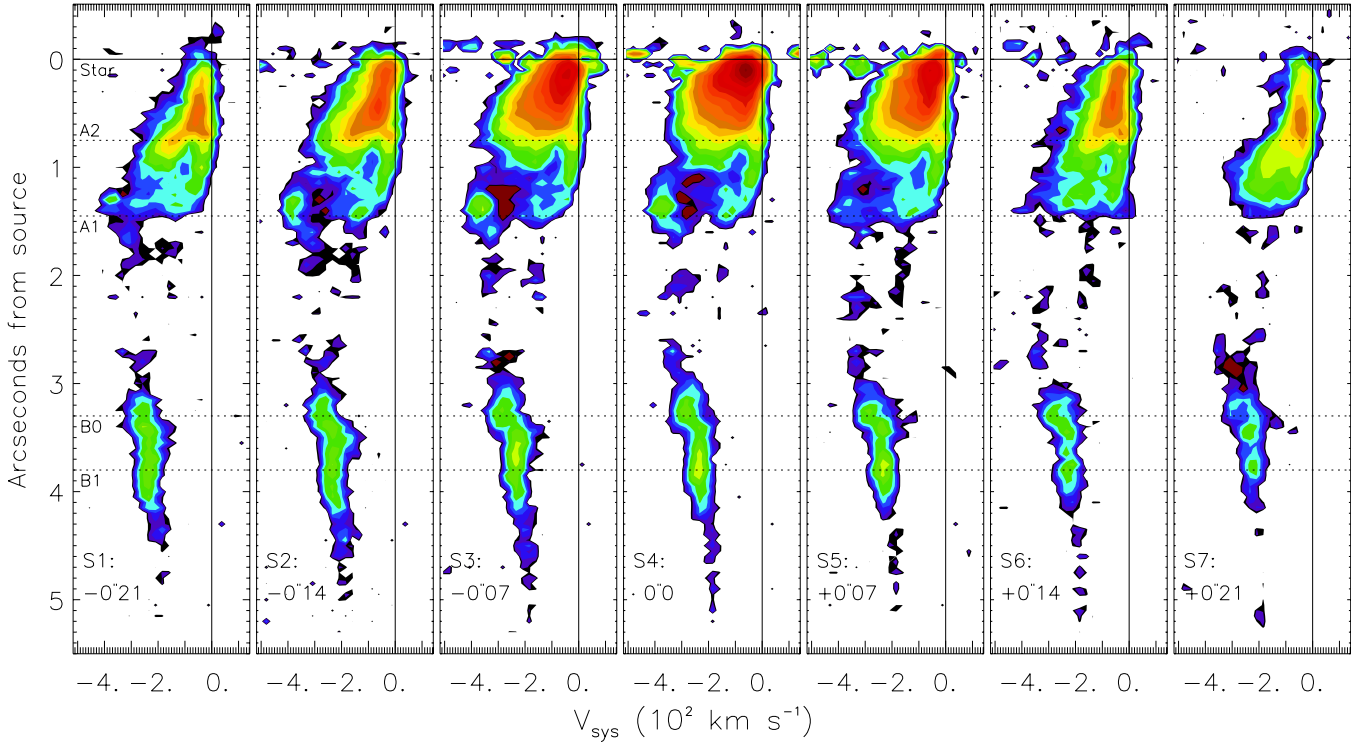 Arcseconds from source
0
1
2
3
4
5
Star
A2
A1
B0
B1
S1:
-0"21
S2:
-0"14
S3:
-0"07
S4:
0"0
S5:
+0"07
S6:
+0"14
S7:
+0"21
-4. -2. 0.
-4. -2. 0.
-4. -2. 0.
-4. -2. 0.
-4. -2. 0.
-4. -2. 0.
-4. -2. 0.
V_sys (10² km s⁻¹)